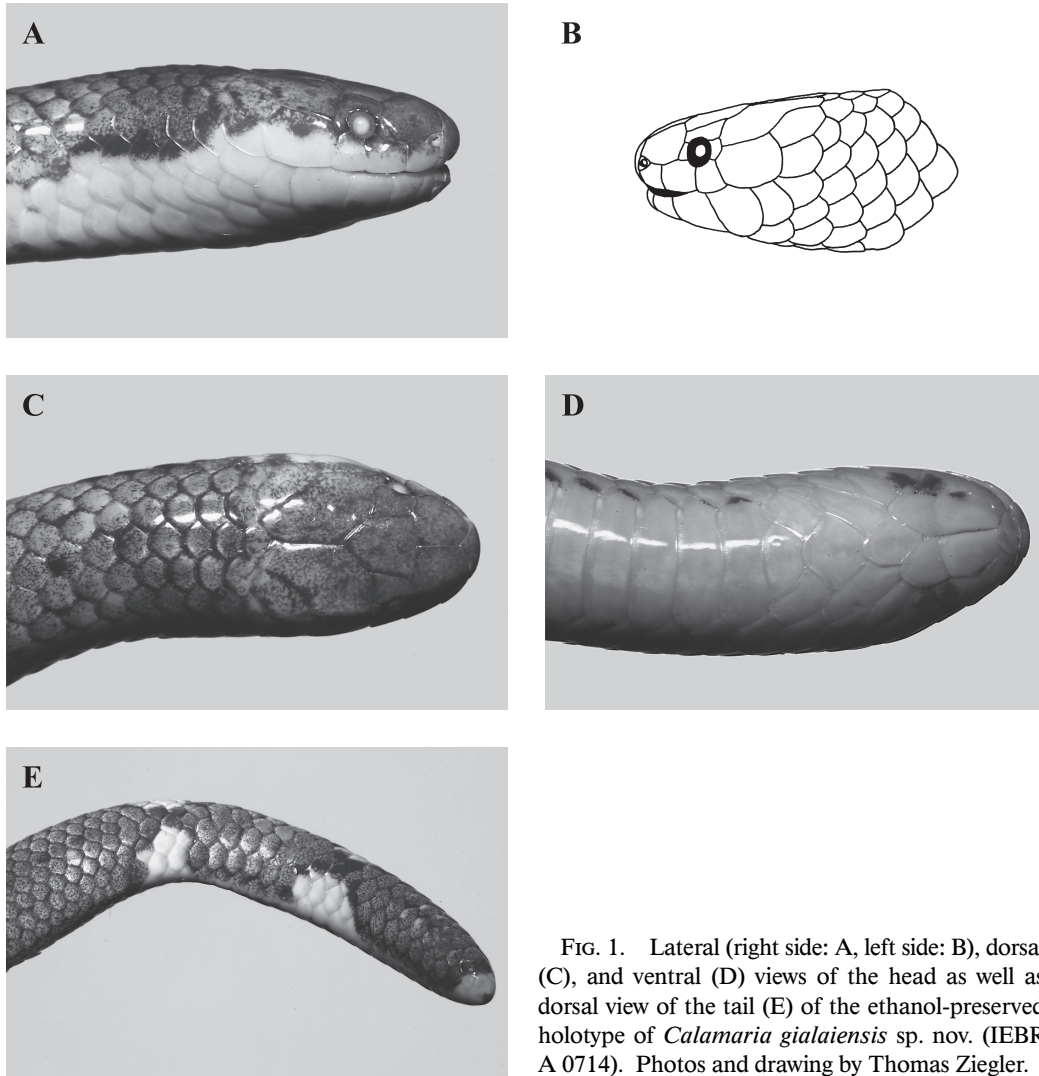 A
B
C
D
E
FIG. 1. Lateral (right side: A, left side: B), dorsal
(C), and ventral (D) views of the head as well as
dorsal view of the tail (E) of the ethanol-preserved
holotype of Calamaria gialaiensis sp. nov. (IEBR
A 0714). Photos and drawing by Thomas Ziegler.